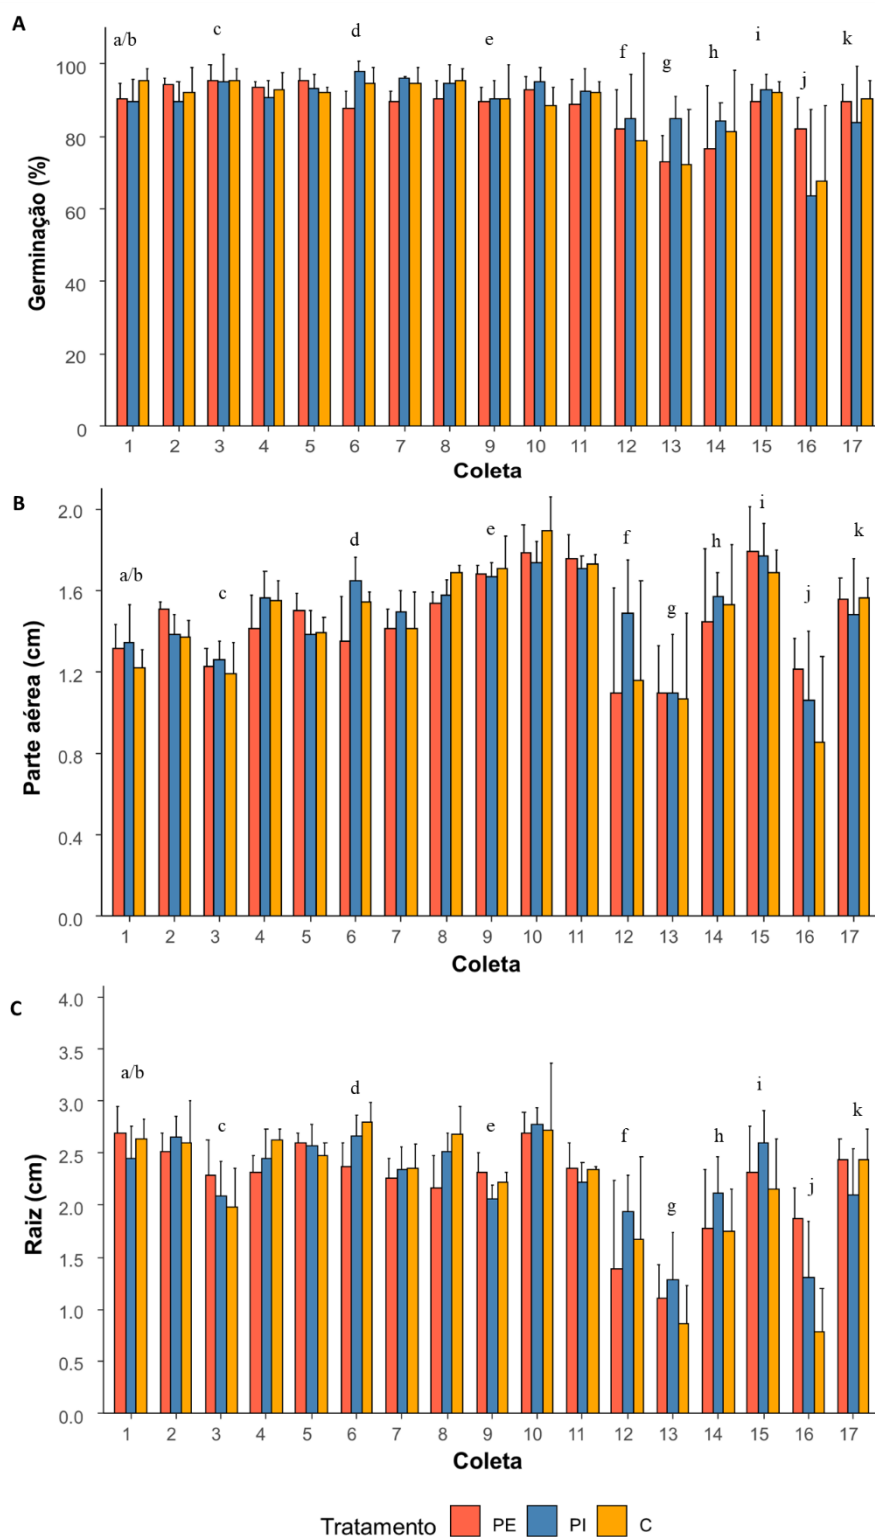 A
a/b c d e f g h i j k
Germinação (%)
100
80
60
40
20
0
1 2 3 4 5 6 7 8 9 10 11 12 13 14 15 16 17
Coleta
B
a/b c d e f g h i j k
Parte aérea (cm)
2.0
1.6
1.2
0.8
0.4
0.0
1 2 3 4 5 6 7 8 9 10 11 12 13 14 15 16 17
Coleta
C
a/b c d e f g h i j k
Raiz (cm)
4.0
3.5
3.0
2.5
2.0
1.5
1.0
0.5
0.0
1 2 3 4 5 6 7 8 9 10 11 12 13 14 15 16 17
Coleta
Tratamento PE PI C